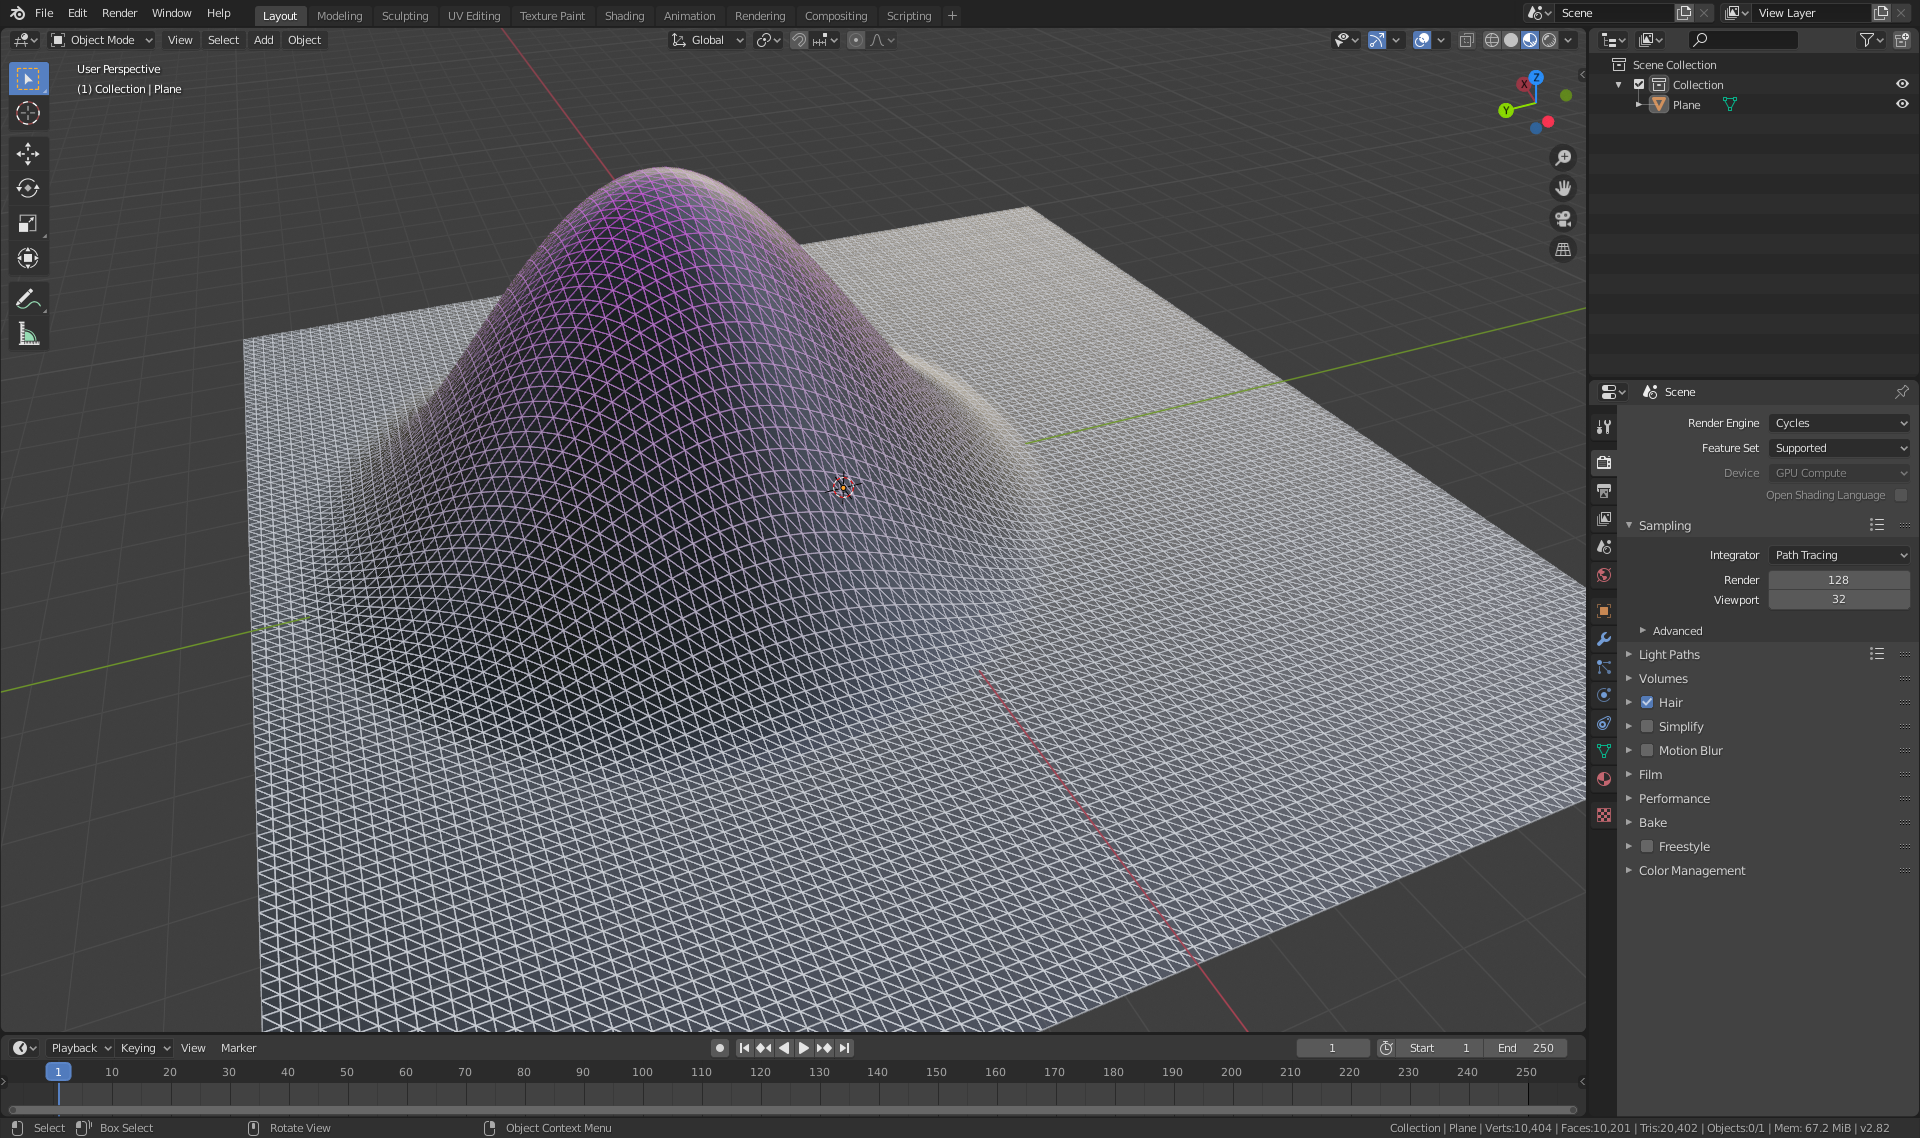 File Edit Render Window Help Layout Modeling Sculpting UV Editing Texture Paint Shading Animation Rendering Compositing Scripting + Scene View Layer
Object Mode View Select Add Object Global
User Perspective
(1) Collection | Plane
Z
X
Y
Scene Collection
Collection
Plane
Scene
Render Engine Cycles
Feature Set Supported
Device GPU Compute
Open Shading Language
Sampling
Integrator Path Tracing
Render 128
Viewport 32
Advanced
Light Paths
Volumes
Hair
Simplify
Motion Blur
Film
Performance
Bake
Freestyle
Color Management
Playback Keying View Marker 1 Start 1 End 250
1 10 20 30 40 50 60 70 80 90 100 110 120 130 140 150 160 170 180 190 200 210 220 230 240 250
Select Box Select Rotate View Object Context Menu Collection | Plane | Verts:10,404 | Faces:10,201 | Tris:20,402 | Objects:0/1 | Mem: 67.2 MiB | v2.82